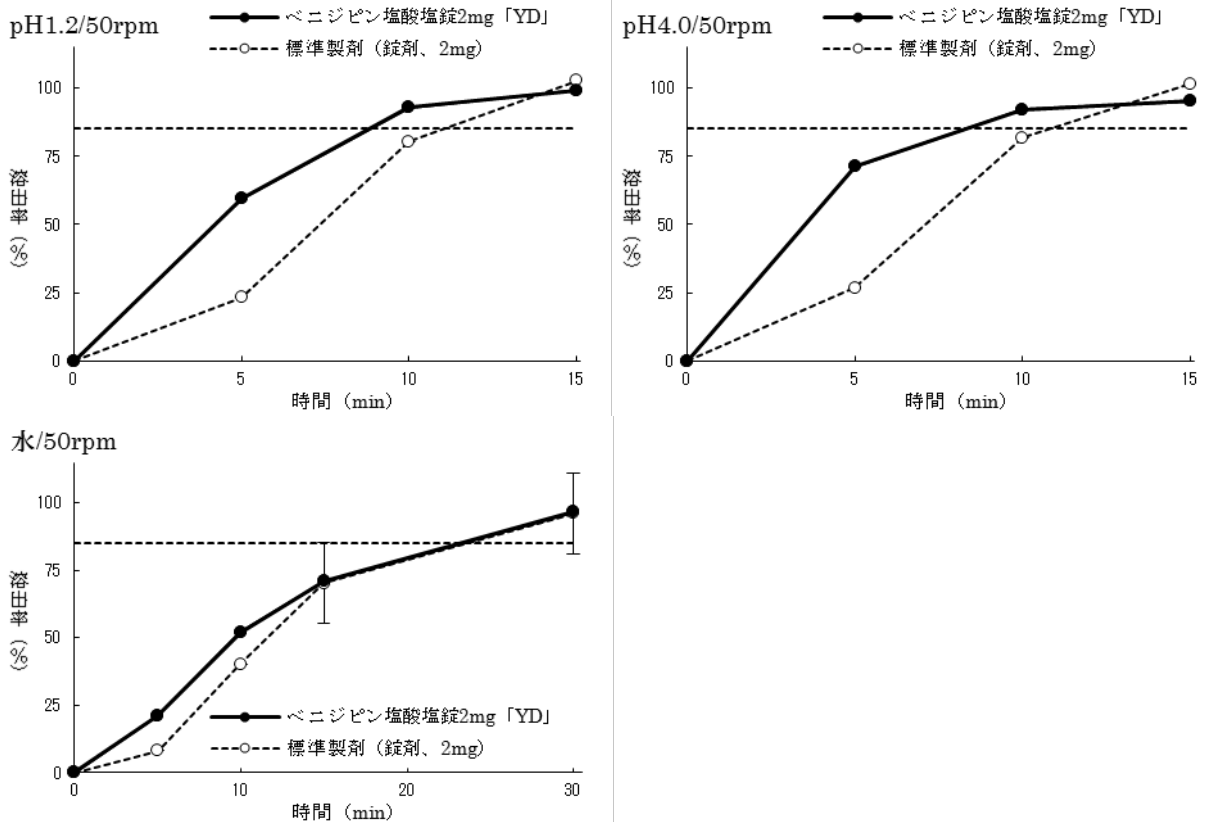 pH1.2/50rpm
ベニジピン塩酸塩錠2mg「YD」
標準製剤（錠剤、2mg）
100
75
50
25
0
溶出率（%）
0 5 10 15
時間（min）
pH4.0/50rpm
ベニジピン塩酸塩錠2mg「YD」
標準製剤（錠剤、2mg）
100
75
50
25
0
溶出率（%）
0 5 10 15
時間（min）
水/50rpm
100
75
50
25
0
溶出率（%）
ベニジピン塩酸塩錠2mg「YD」
標準製剤（錠剤、2mg）
0 10 20 30
時間（min）